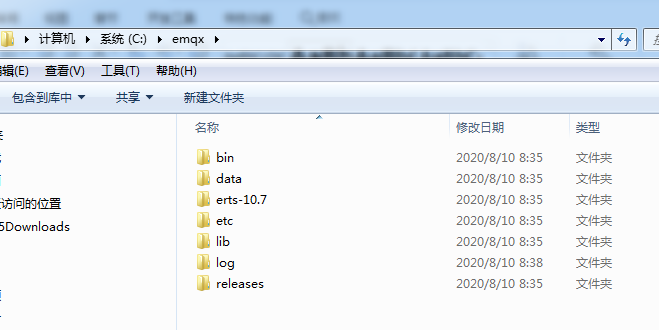 计算机 系统 (C:) emqx
编辑(E) 查看(V) 工具(T) 帮助(H)
包含到库中 共享 新建文件夹
名称 修改日期 类型
bin 2020/8/10 8:35 文件夹
data 2020/8/10 8:35 文件夹
erts-10.7 2020/8/10 8:35 文件夹
etc 2020/8/10 8:35 文件夹
lib 2020/8/10 8:35 文件夹
log 2020/8/10 8:38 文件夹
releases 2020/8/10 8:35 文件夹
访问的位置
5Downloads